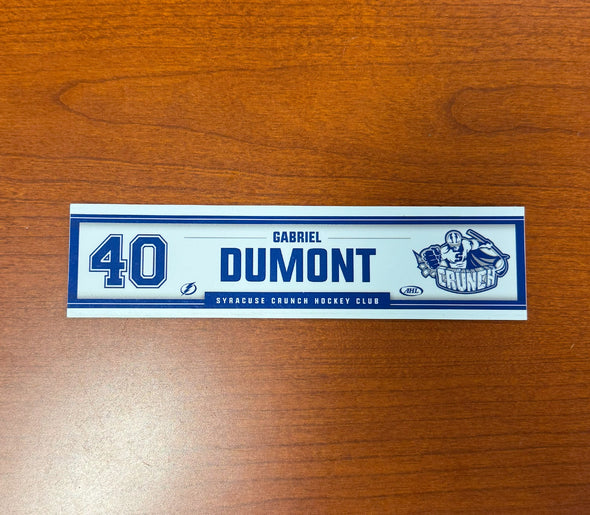 40
GABRIEL
DUMONT
SYRACUSE CRUNCH HOCKEY CLUB
AHL
CRUNCH